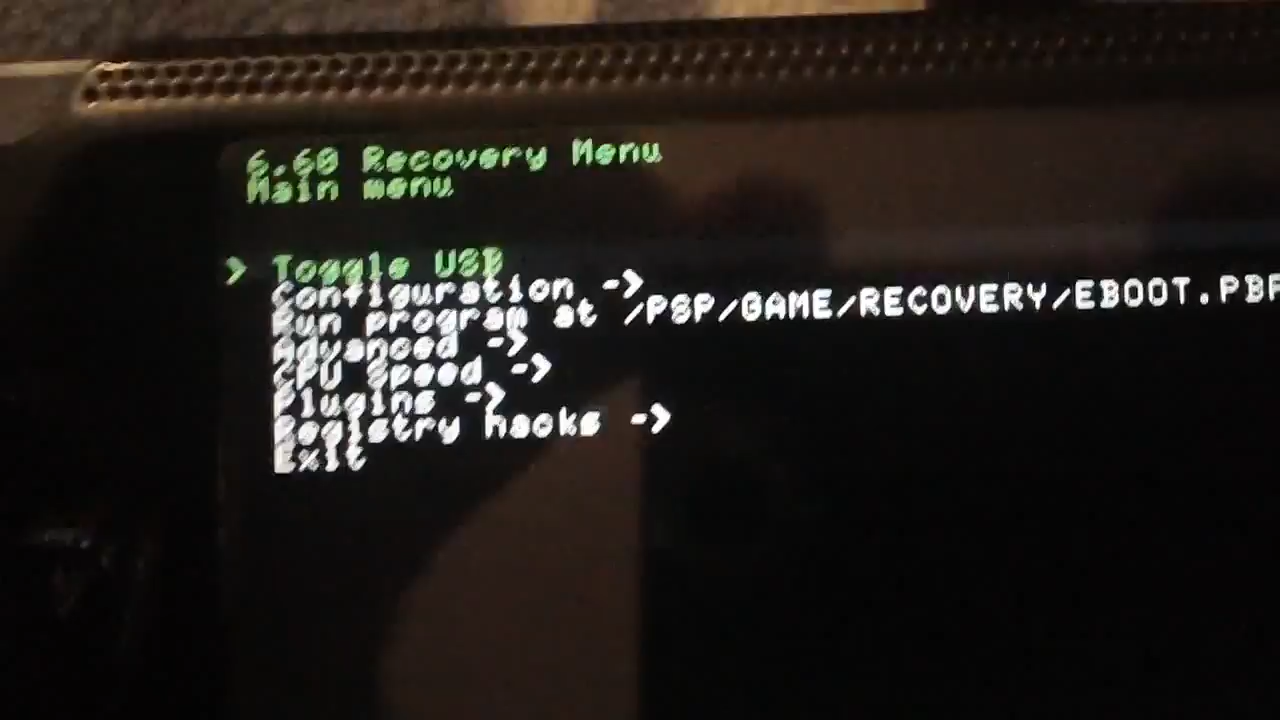 6.60 Recovery Menu
Main menu
> Toggle USB
Configuration ->
Run program at /PSP/GAME/RECOVERY/EBOOT.PBP
Advanced ->
CPU Speed ->
Plugins ->
Registry hacks ->
Exit